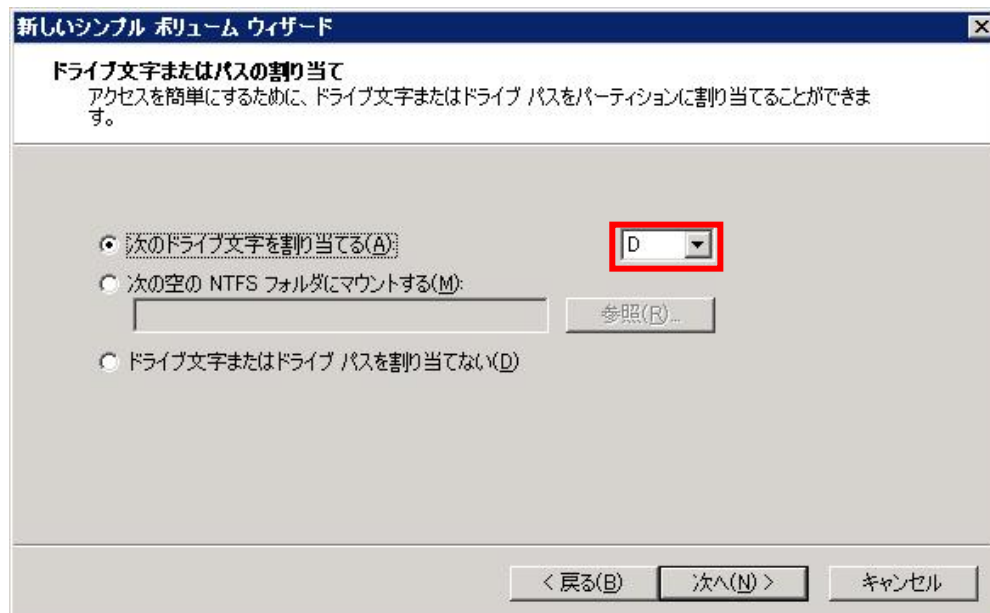 新しいシンプル ボリューム ウィザード
ドライブ文字またはパスの割り当て
アクセスを簡単にするために、ドライブ文字またはドライブ パスをパーティションに割り当てることができま
す。
次のドライブ文字を割り当てる(A):
D
次の空の NTFS フォルダにマウントする(M):
参照(R)...
ドライブ文字またはドライブ パスを割り当てない(D)
< 戻る(B)
次へ(N) >
キャンセル